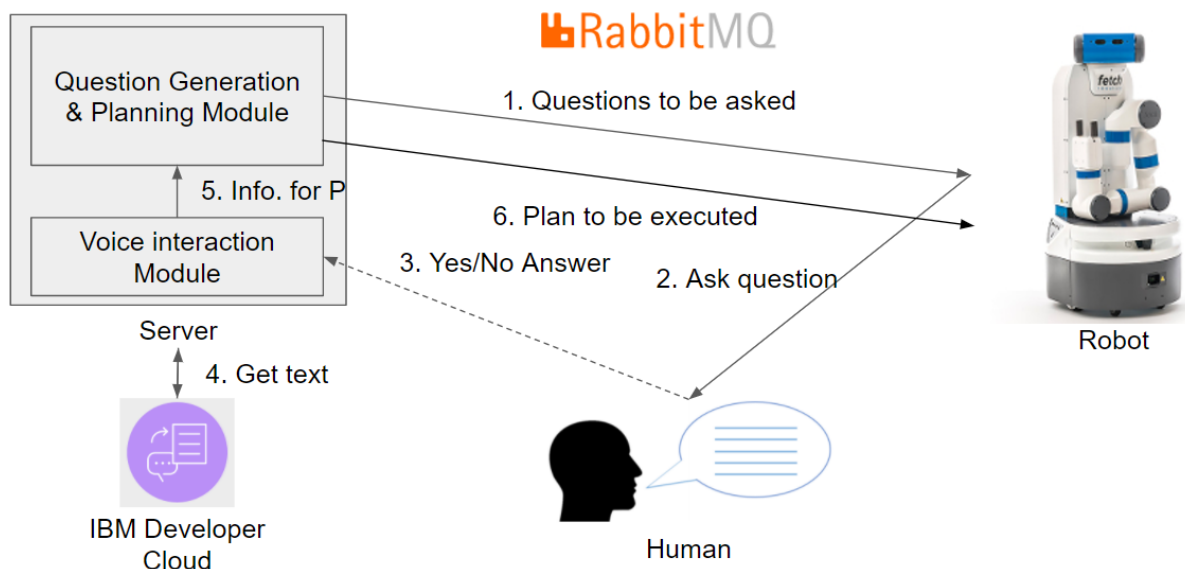 RabbitMQ
Question Generation
& Planning Module
fetch
1. Questions to be asked
5. Info. for P
6. Plan to be executed
Voice interaction
Module
3. Yes/No Answer
2. Ask question
Server
Robot
4. Get text
IBM Developer
Cloud
Human